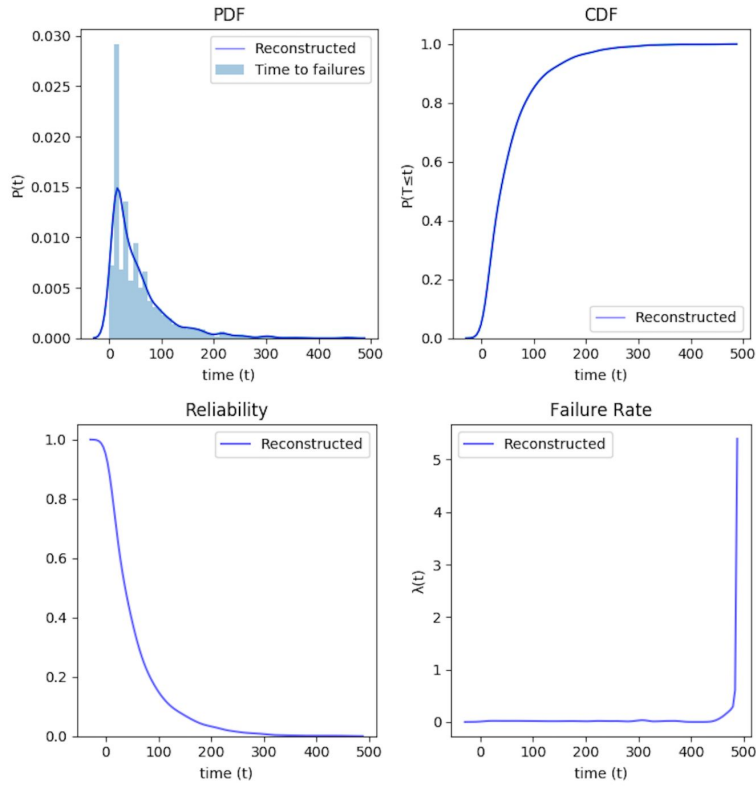 PDF
CDF
0.030
0.025
0.020
0.015
0.010
0.005
0.000
P(t)
Reconstructed
Time to failures
0 100 200 300 400 500
time (t)
1.0
0.8
0.6
0.4
0.2
0.0
P(T≤t)
Reconstructed
0 100 200 300 400 500
time (t)
Reliability
Failure Rate
1.0
0.8
0.6
0.4
0.2
0.0
Reconstructed
0 100 200 300 400 500
time (t)
5
4
3
2
1
0
λ(t)
Reconstructed
0 100 200 300 400 500
time (t)